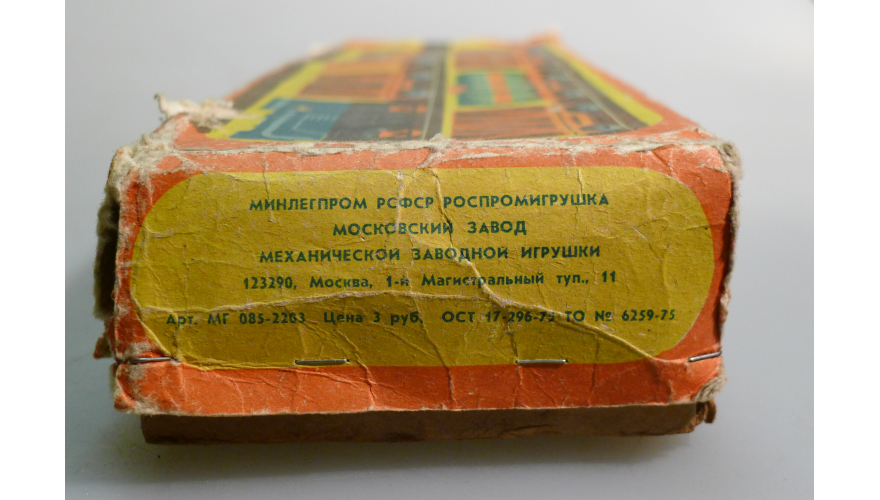 МИНЛЕГПРОМ РСФСР РОСПРОМИГРУШКА
МОСКОВСКИЙ ЗАВОД
МЕХАНИЧЕСКОЙ ЗАВОДНОЙ ИГРУШКИ
123290, Москва, 1-й Магистральный туп., 11
Арт. МГ 085-2203 Цена 3 руб. ОСТ 17-296-75 ТО № 6259-75